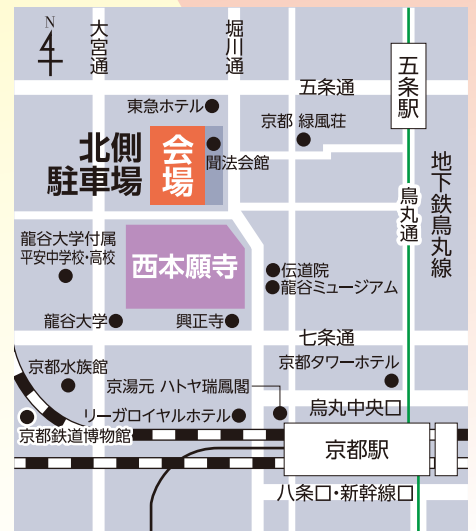 N
大宮通
堀川通
五条駅
五条通
東急ホテル
京都 緑風荘
北側
駐車場
会場
聞法会館
地下鉄烏丸線
烏丸通
龍谷大学付属
平安中学校・高校
西本願寺
伝道院
龍谷ミュージアム
龍谷大学
興正寺
七条通
京都水族館
京都タワーホテル
京湯元 ハトヤ瑞鳳閣
烏丸中央口
リーガロイヤルホテル
京都鉄道博物館
京都駅
八条口・新幹線口